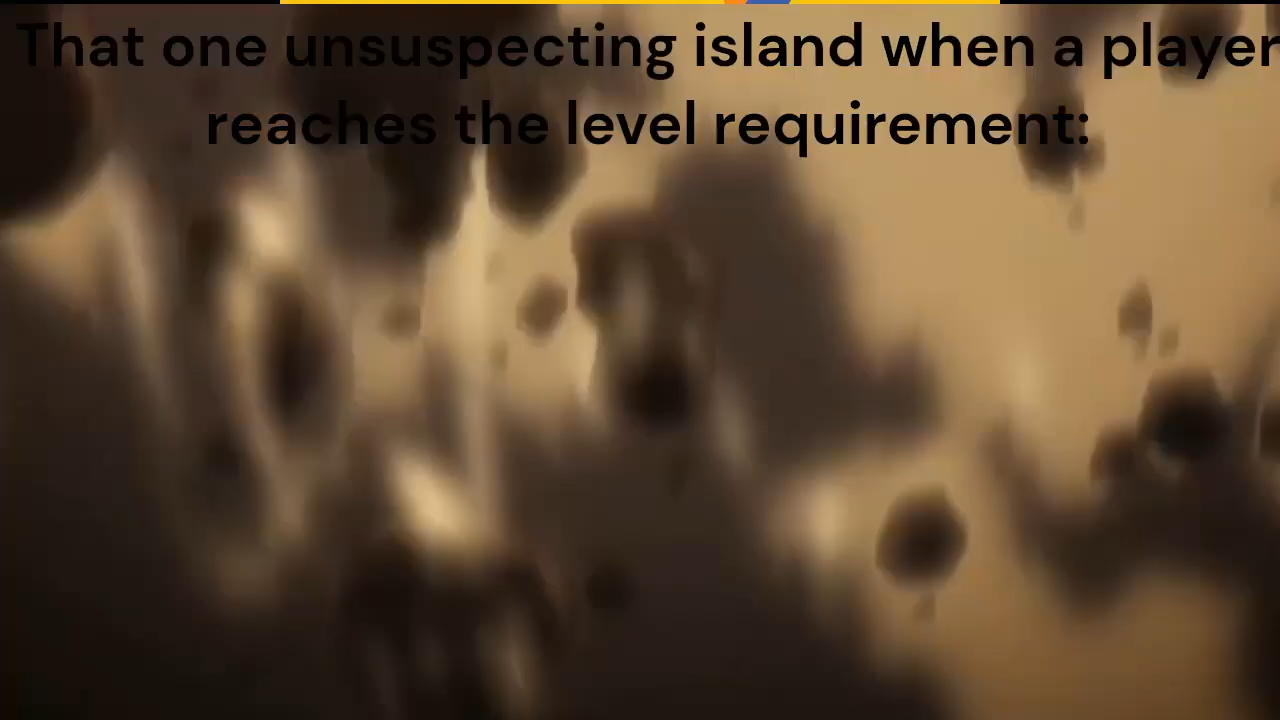 That one unsuspecting island when a player
reaches the level requirement: